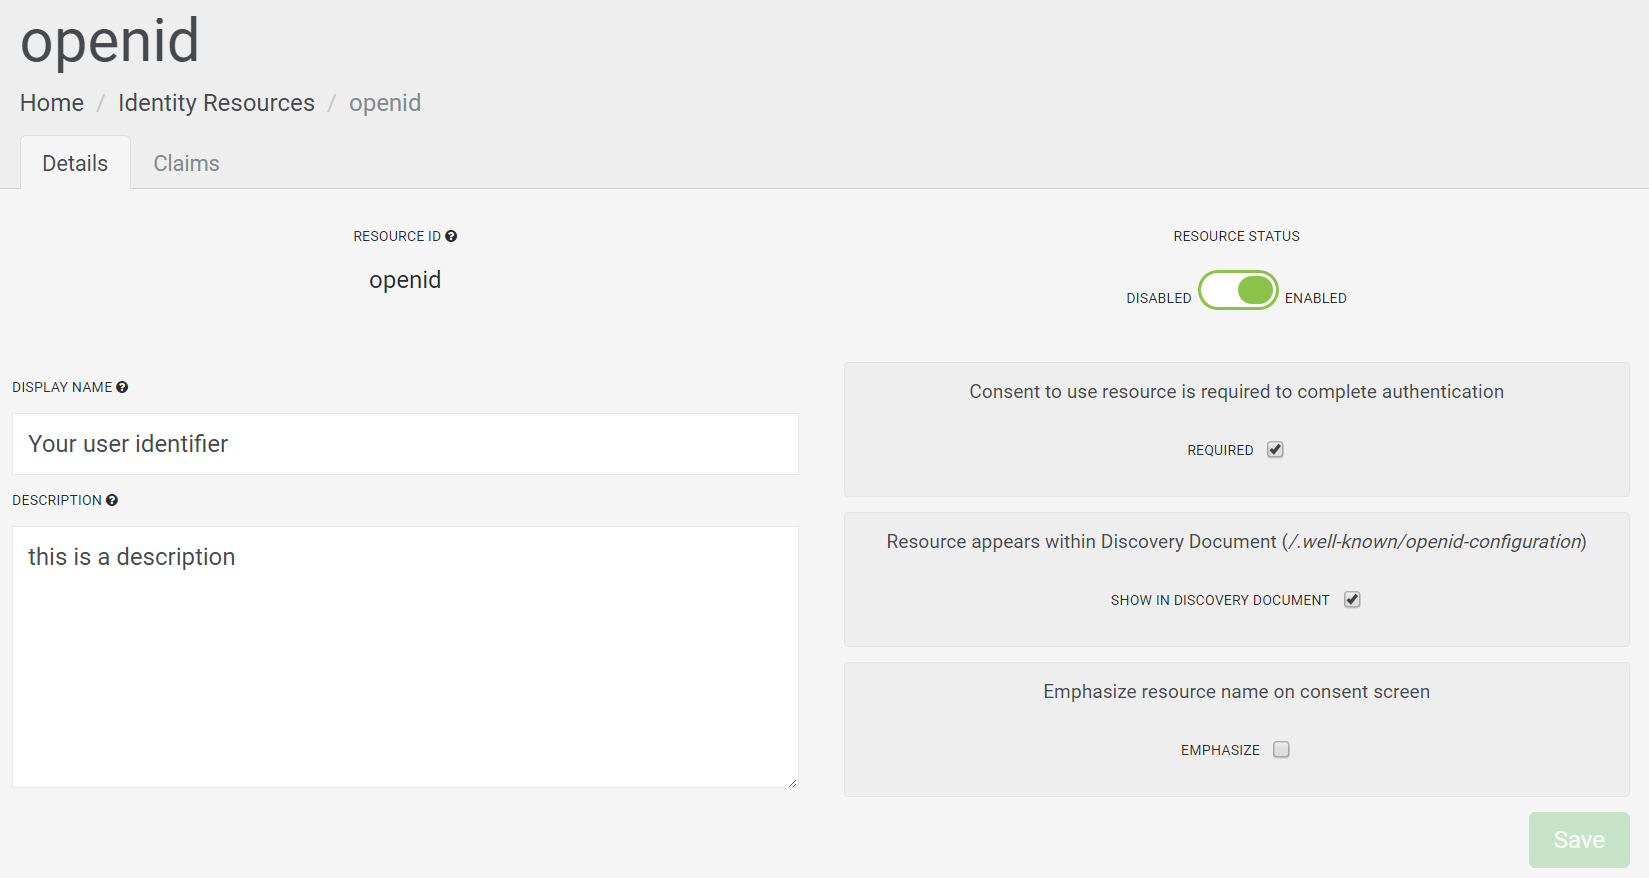 openid
Home / Identity Resources / openid
Details
Claims
RESOURCE ID
openid
RESOURCE STATUS
DISABLED
ENABLED
DISPLAY NAME
Your user identifier
DESCRIPTION
this is a description
Consent to use resource is required to complete authentication
REQUIRED
Resource appears within Discovery Document (/.well-known/openid-configuration)
SHOW IN DISCOVERY DOCUMENT
Emphasize resource name on consent screen
EMPHASIZE
Save